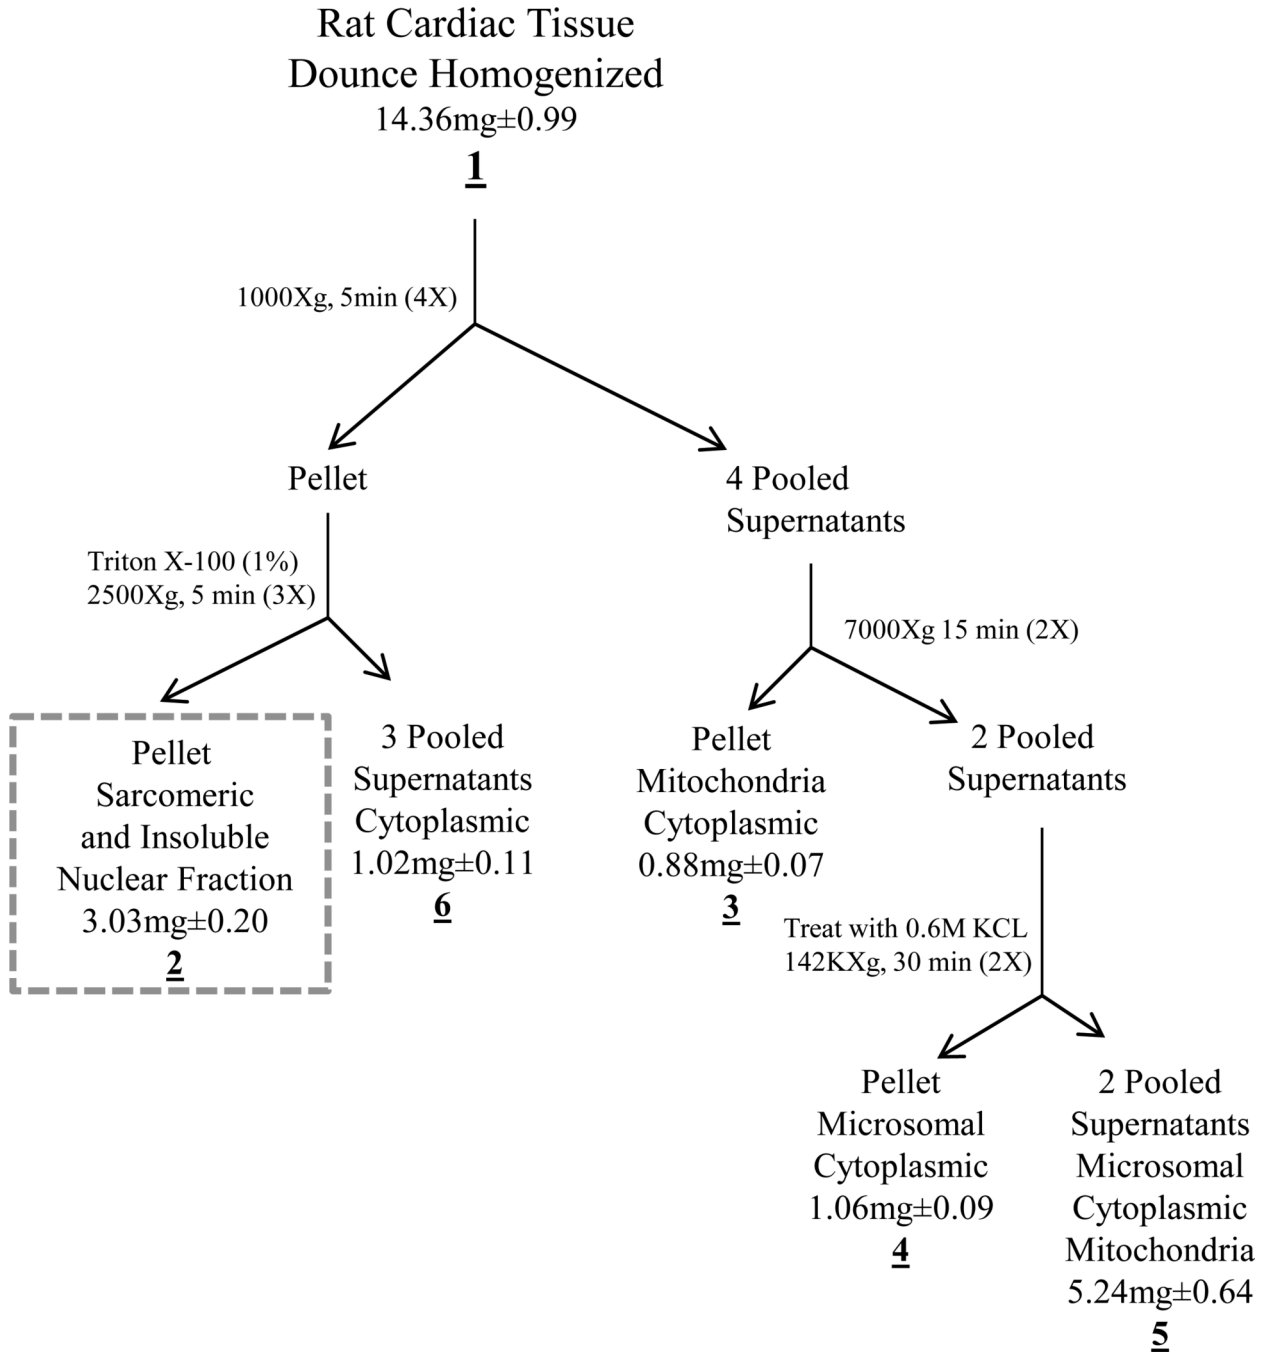 Rat Cardiac Tissue
Dounce Homogenized
14.36mg±0.99
1
1000Xg, 5min (4X)
Pellet
4 Pooled
Supernatants
Triton X-100 (1%)
2500Xg, 5 min (3X)
7000Xg 15 min (2X)
Pellet
Sarcomeric
and Insoluble
Nuclear Fraction
3.03mg±0.20
2
3 Pooled
Supernatants
Cytoplasmic
1.02mg±0.11
6
Pellet
Mitochondria
Cytoplasmic
0.88mg±0.07
3
2 Pooled
Supernatants
Treat with 0.6M KCL
142KXg, 30 min (2X)
Pellet
Microsomal
Cytoplasmic
1.06mg±0.09
4
2 Pooled
Supernatants
Microsomal
Cytoplasmic
Mitochondria
5.24mg±0.64
5